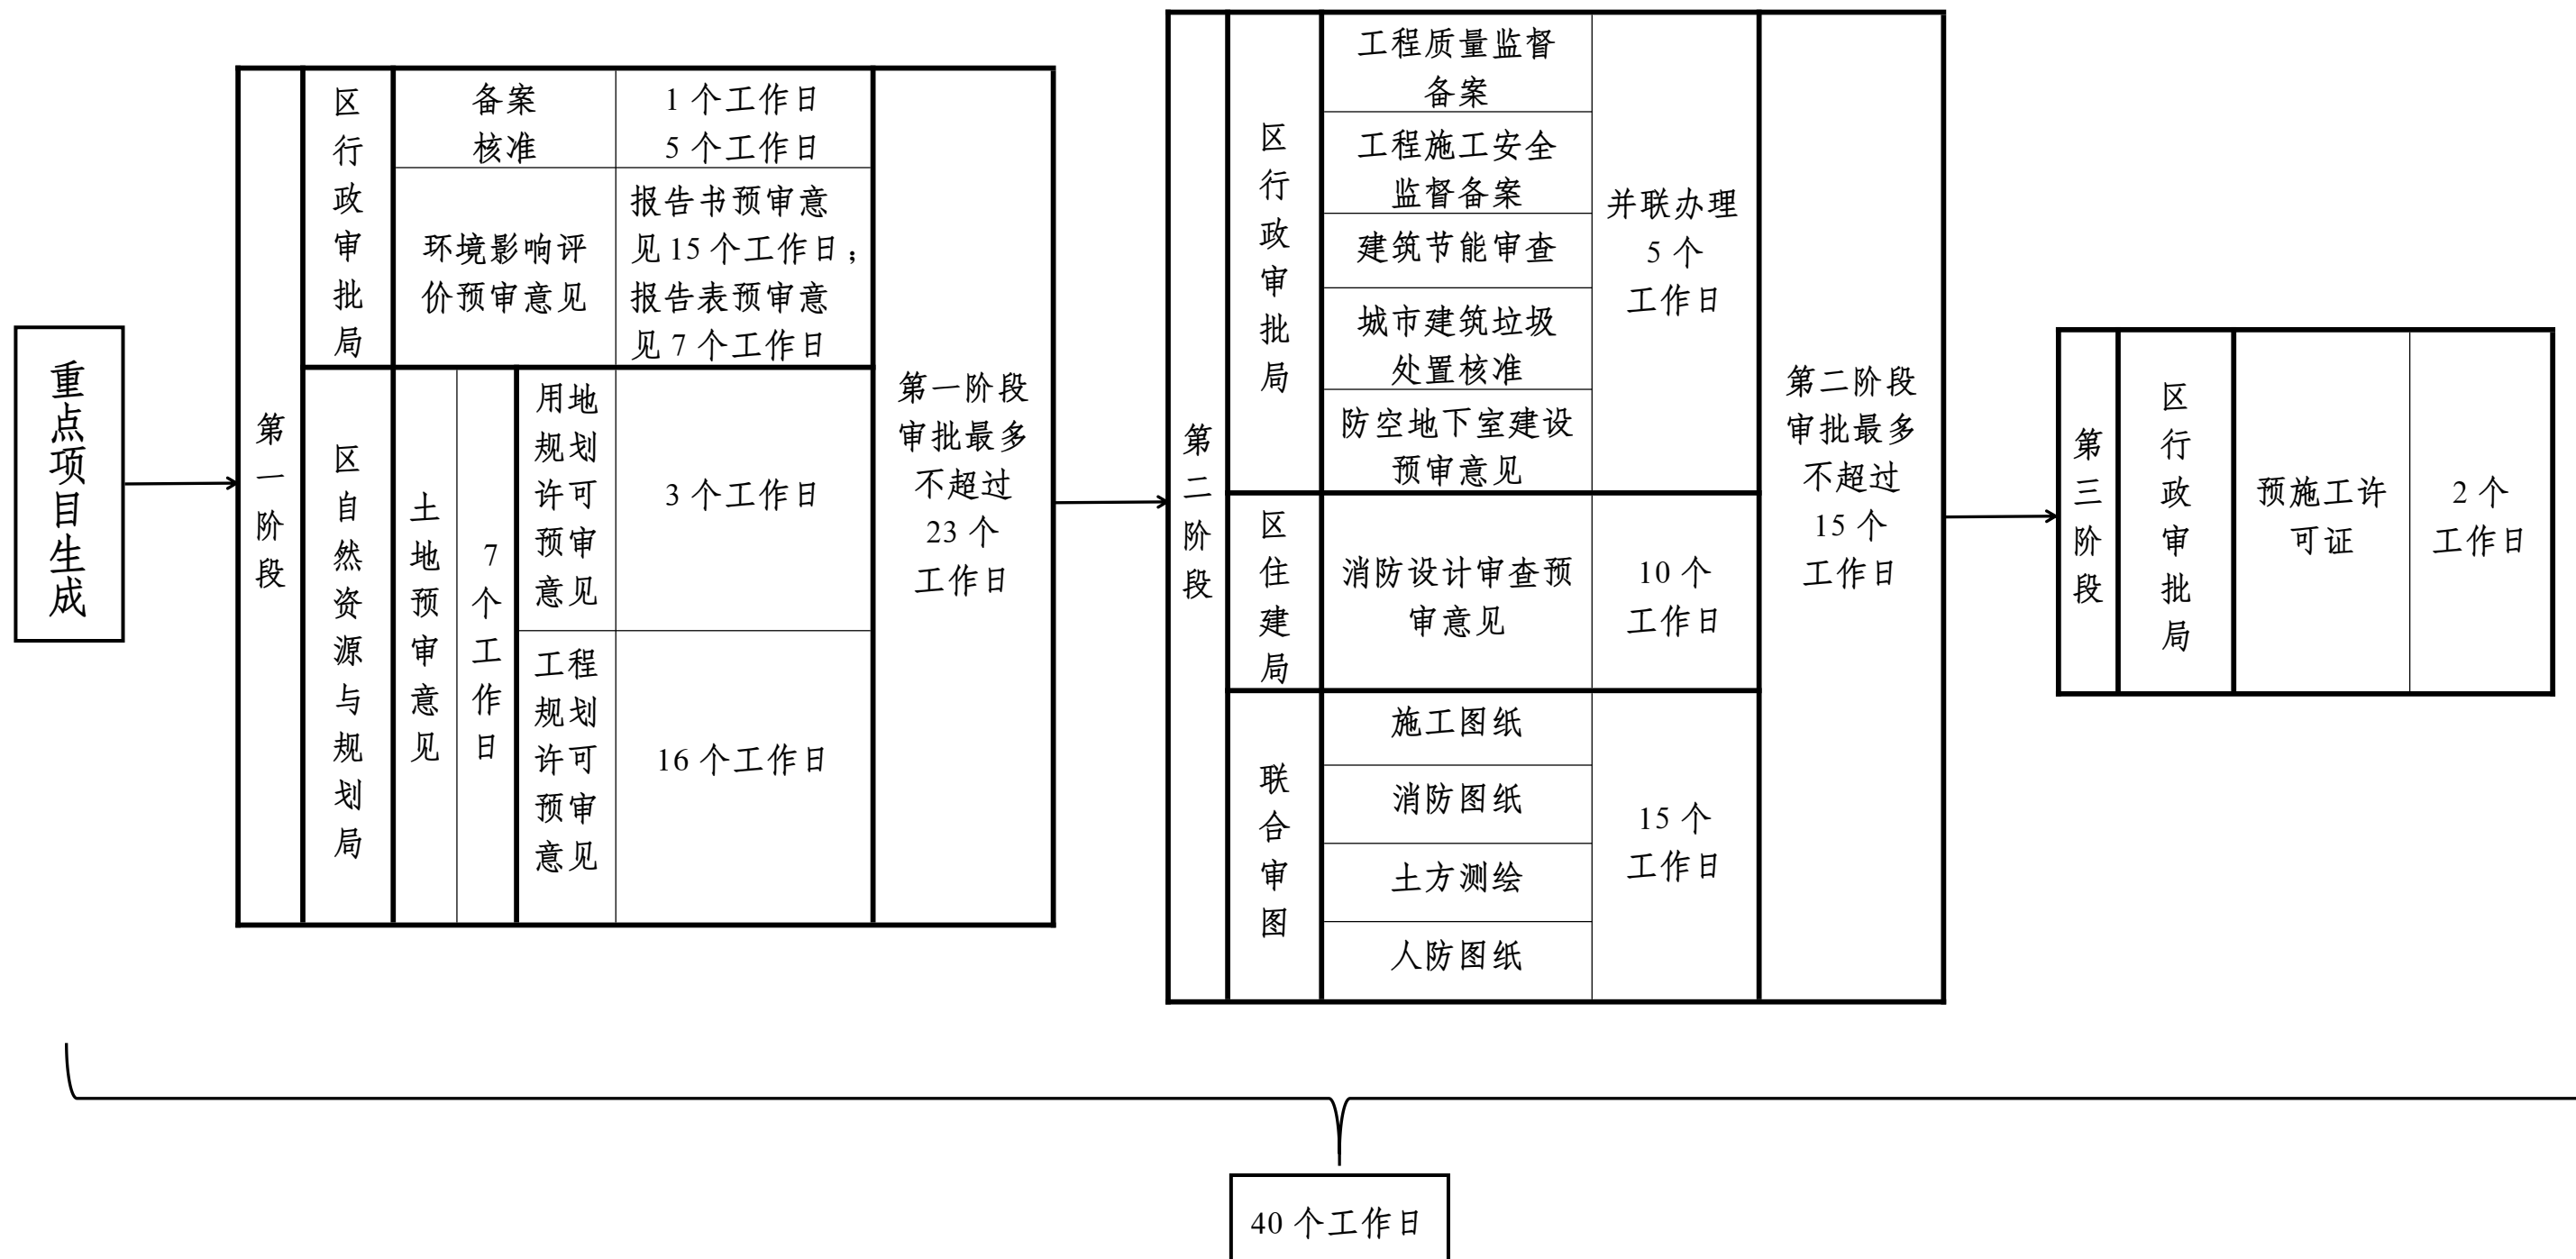 重点项目生成
第一阶段
区行政审批局
备案
核准
1 个工作日
5 个工作日
环境影响评
价预审意见
报告书预审意
见 15 个工作日；
报告表预审意
见 7 个工作日
区自然资源与规划局
土地预审意见
7个工作日
用地
规划
许可
预审
意见
3 个工作日
工程
规划
许可
预审
意见
16 个工作日
第一阶段
审批最多
不超过
23 个
工作日
第二阶段
区行政审批局
工程质量监督
备案
工程施工安全
监督备案
建筑节能审查
城市建筑垃圾
处置核准
防空地下室建设
预审意见
并联办理
5 个
工作日
区住建局
消防设计审查预
审意见
10 个
工作日
联合审图
施工图纸
消防图纸
土方测绘
人防图纸
15 个
工作日
第二阶段
审批最多
不超过
15 个
工作日
第三阶段
区行政审批局
预施工许
可证
2 个
工作日
40 个工作日